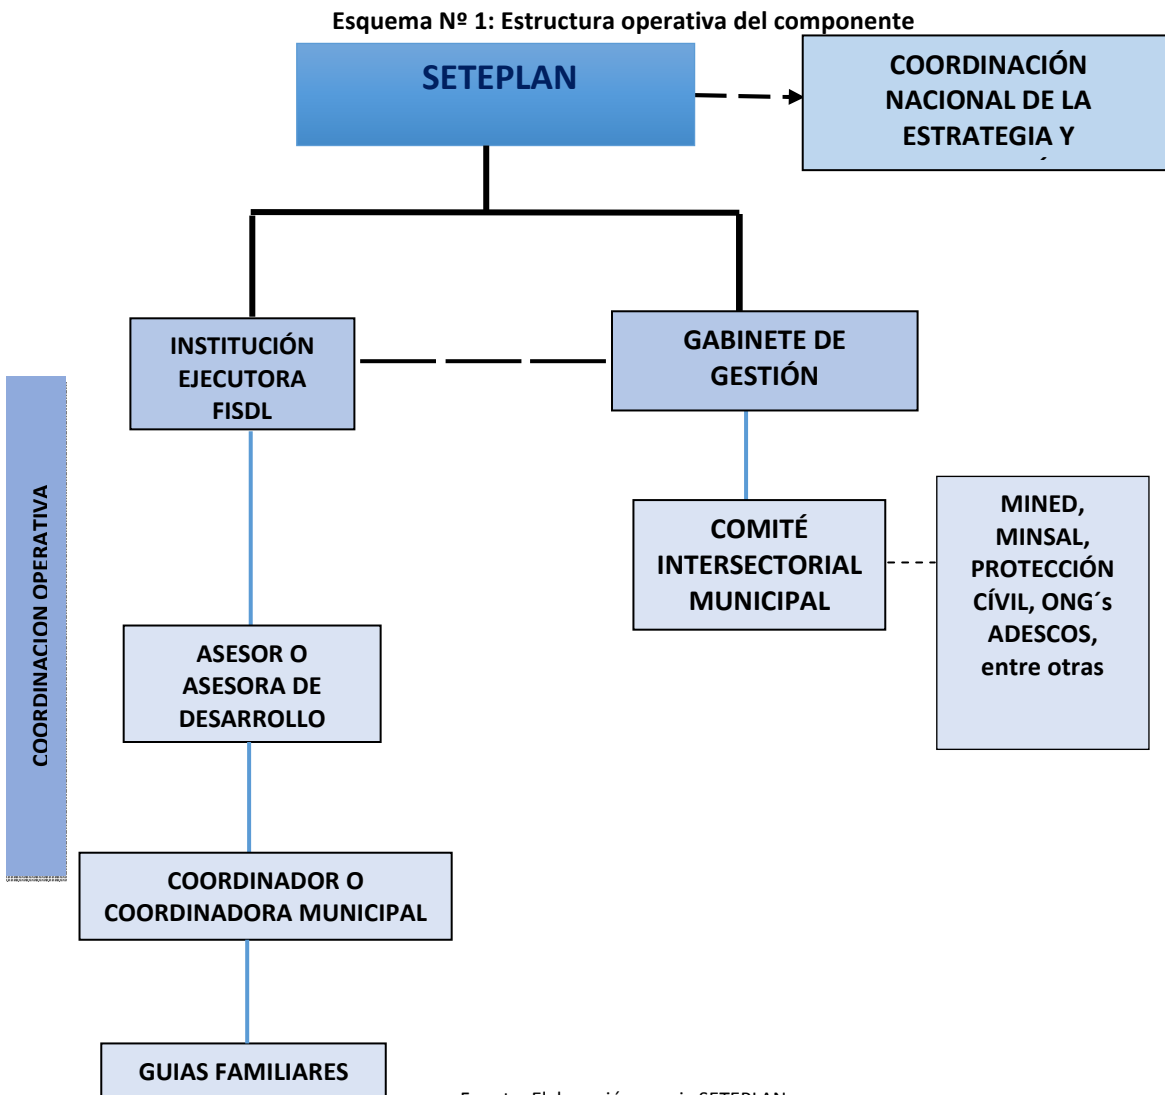 Esquema Nº 1: Estructura operativa del componente
SETEPLAN
COORDINACIÓN
NACIONAL DE LA
ESTRATEGIA Y
INSTITUCIÓN
EJECUTORA
FISDL
GABINETE DE
GESTIÓN
COORDINACION OPERATIVA
COMITÉ
INTERSECTORIAL
MUNICIPAL
MINED,
MINSAL,
PROTECCIÓN
CÍVIL, ONG´s
ADESCOS,
entre otras
ASESOR O
ASESORA DE
DESARROLLO
COORDINADOR O
COORDINADORA MUNICIPAL
GUIAS FAMILIARES
SETEPLAN